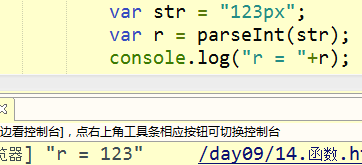 var str = "123px";
var r = parseInt(str);
console.log("r = "+r);
边看控制台]，点右上角工具条相应按钮可切换控制台
览器] "r = 123" /day09/14.函数.h